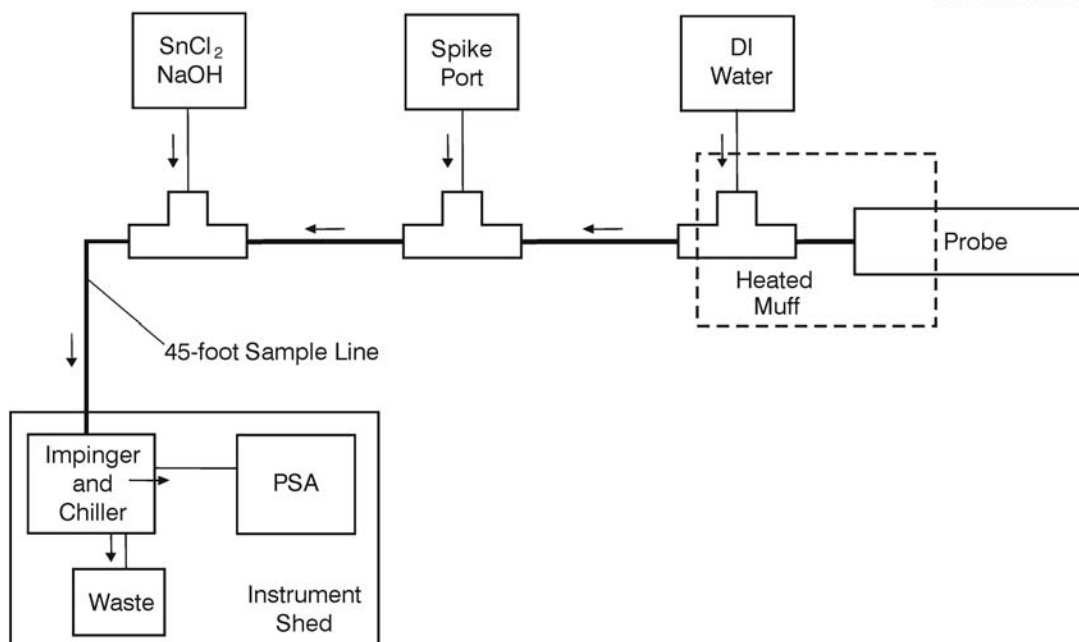 SnCl₂
NaOH
Spike
Port
DI
Water
Probe
Heated
Muff
45-foot Sample Line
Impinger
and
Chiller
PSA
Waste
Instrument
Shed